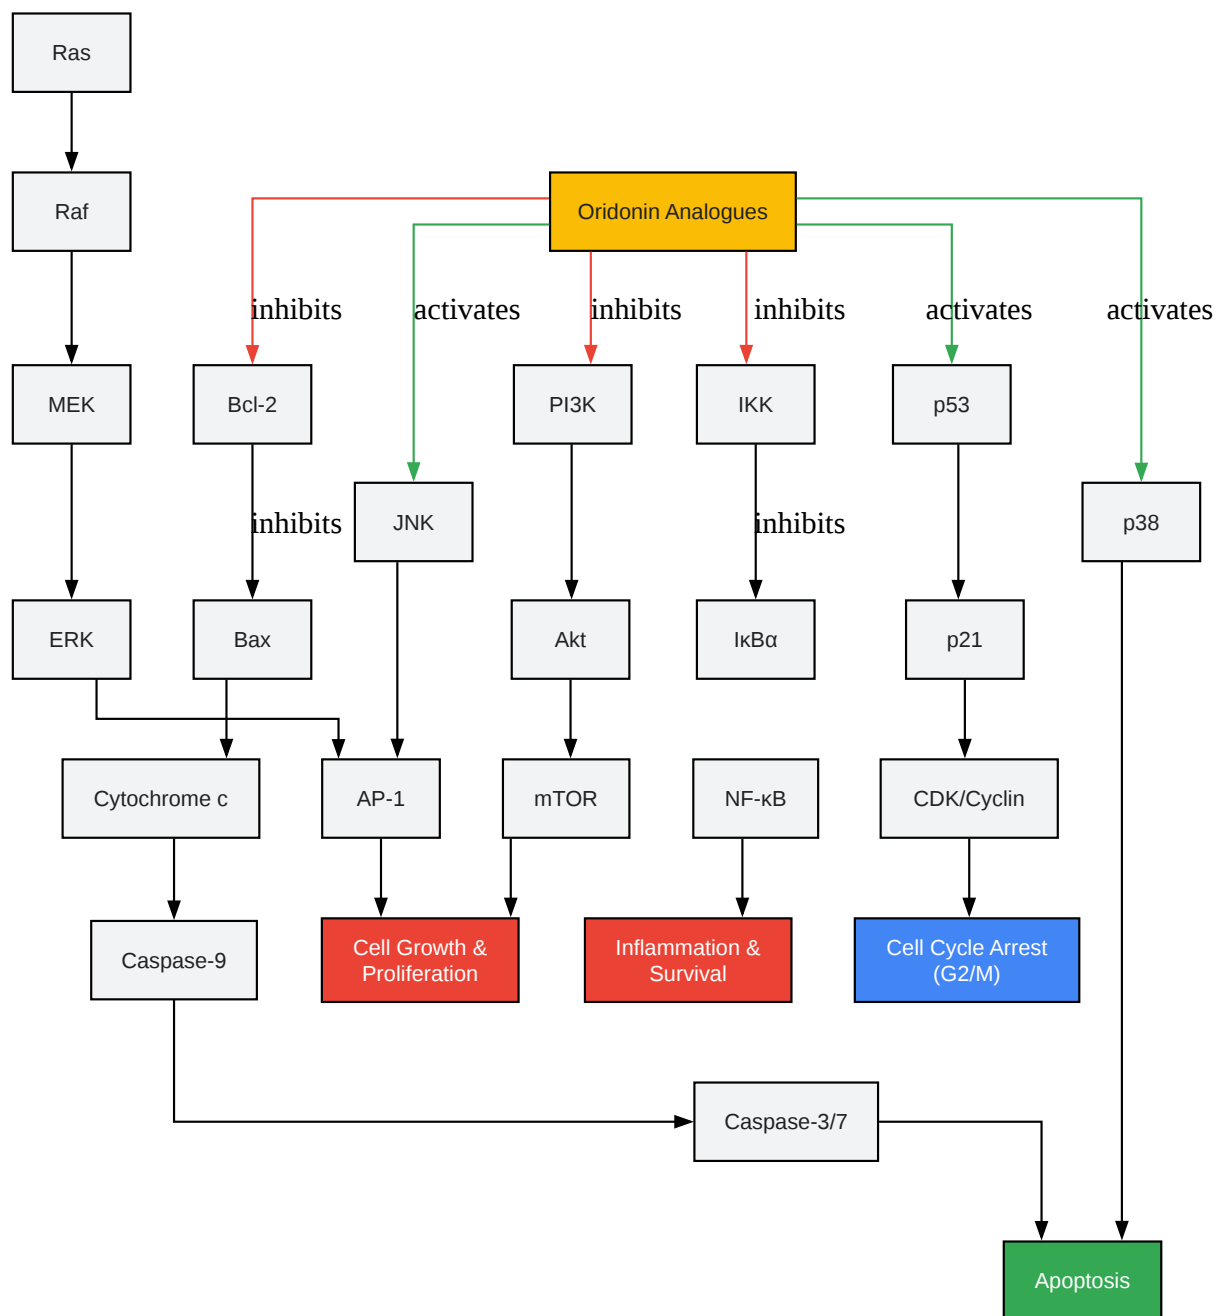 Ras
Raf
Oridonin Analogues
inhibits
activates
inhibits
inhibits
activates
activates
MEK
Bcl-2
PI3K
IKK
p53
inhibits
JNK
inhibits
p38
ERK
Bax
Akt
IκBα
p21
Cytochrome c
AP-1
mTOR
NF-κB
CDK/Cyclin
Caspase-9
Cell Growth &
Proliferation
Inflammation &
Survival
Cell Cycle Arrest
(G2/M)
Caspase-3/7
Apoptosis